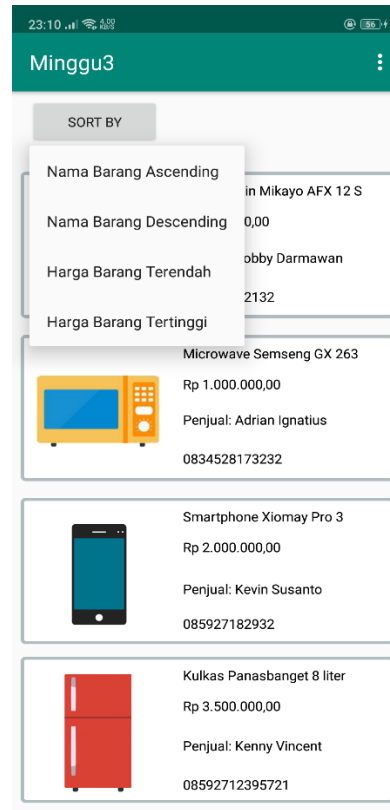 23:10
4,00
KB/S
56
Minggu3
SORT BY
Nama Barang Ascending
Nama Barang Descending
Harga Barang Terendah
Harga Barang Tertinggi
in Mikayo AFX 12 S
0,00
obby Darmawan
2132
Microwave Semseng GX 263
Rp 1.000.000,00
Penjual: Adrian Ignatius
0834528173232
Smartphone Xiomay Pro 3
Rp 2.000.000,00
Penjual: Kevin Susanto
085927182932
Kulkas Panasbanget 8 liter
Rp 3.500.000,00
Penjual: Kenny Vincent
08592712395721